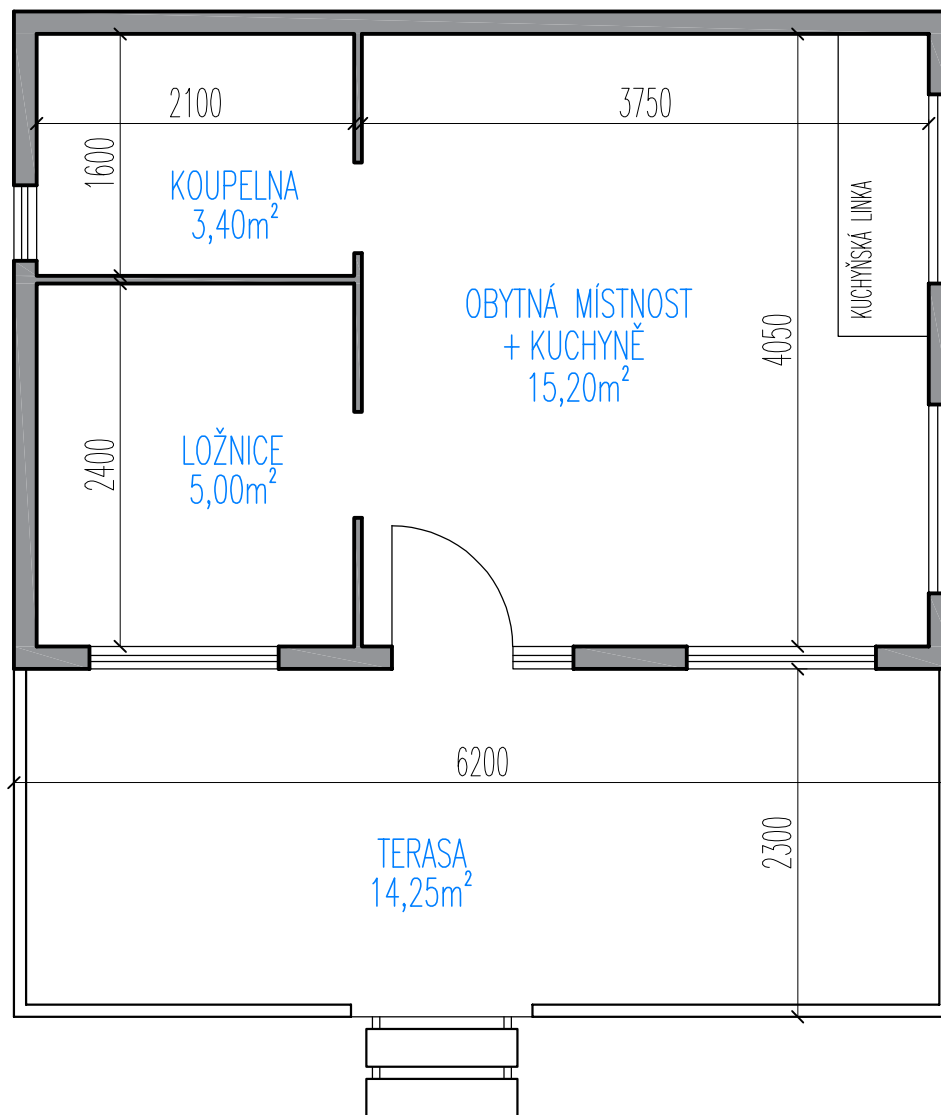 2100
3750
1600
KOUPELNA
3,40m²
KUCHYŇSKÁ LINKA
OBYTNÁ MÍSTNOST
+ KUCHYNĚ
15,20m²
4050
LOŽNICE
5,00m²
2400
6200
2300
TERASA
14,25m²